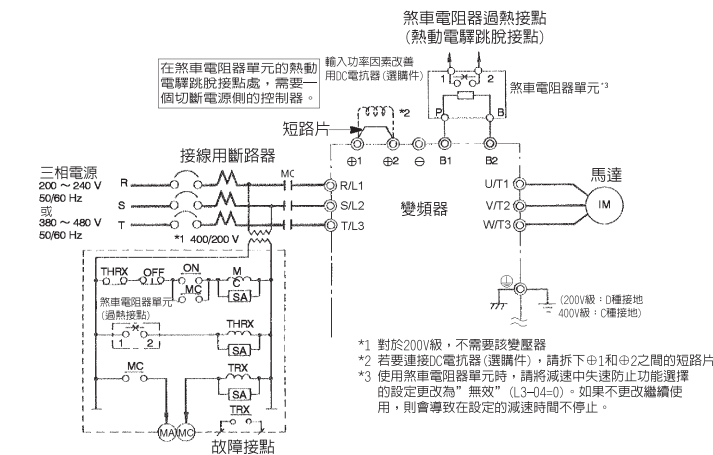 煞車電阻器過熱接點
(熱動電驛跳脫接點)
在煞車電阻器單元的熱動
電驛跳脫接點處，需要一
個切斷電源側的控制器。
輸入功率因素改善
用DC電抗器(選購件)
*2
1 2
煞車電阻器單元*3
P B
短路片
⊕1 ⊕2 ⊖ B1 B2
三相電源
200 ～ 240 V
50/60 Hz
或
380 ～ 480 V
50/60 Hz
接線用斷路器
MC
R
S
T
R/L1
S/L2
T/L3
變頻器
U/T1
V/T2
W/T3
馬達
IM
*1 400/200 V
THRX OFF ON
MC
M
C
SA
煞車電阻器單元
(過熱接點)
1 2
THRX
SA
MC
TRX
SA
TRX
MA MC
故障接點
(200V級：D種接地
400V級：C種接地)
*1 對於200V級，不需要該變壓器
*2 若要連接DC電抗器(選購件)，請拆下⊕1和⊕2之間的短路片
*3 使用煞車電阻器單元時，請將減速中失速防止功能選擇
的設定更改為”無效”(L3-04=0)。如果不更改繼續使
用，則會導致在設定的減速時間不停止。